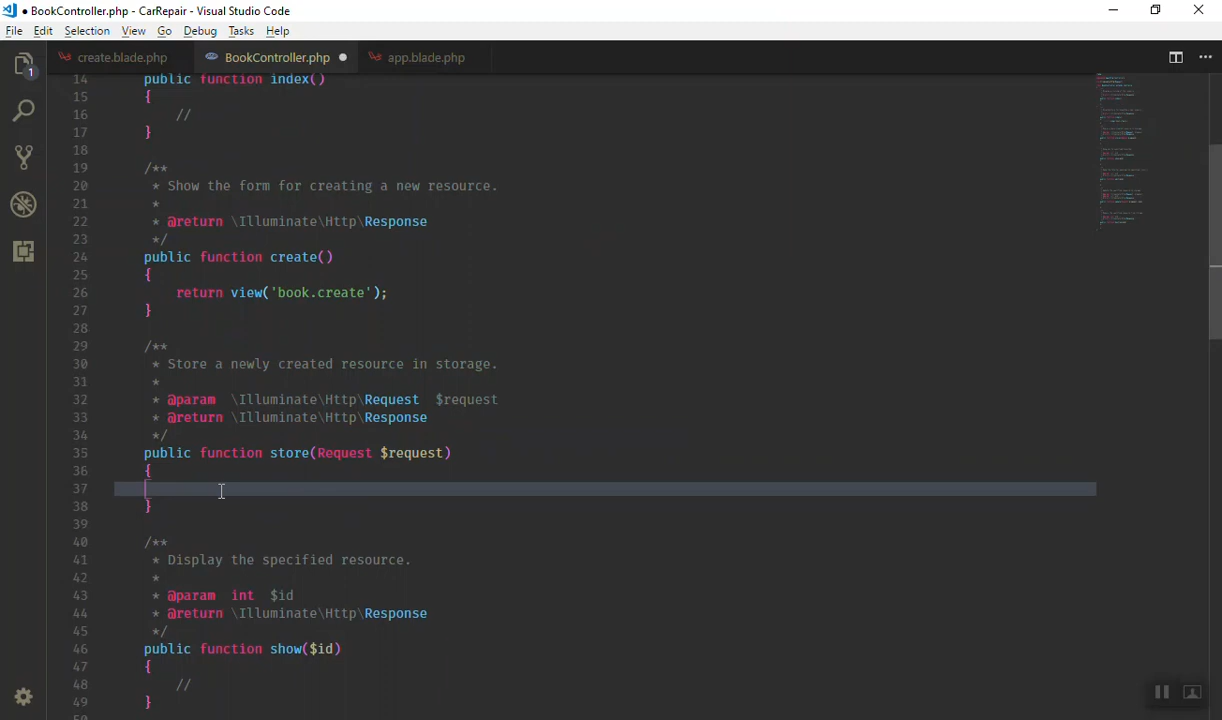 ● BookController.php - CarRepair - Visual Studio Code
File Edit Selection View Go Debug Tasks Help
create.blade.php BookController.php ● app.blade.php
1
14 public function index()
15 {
16 //
17 }
18
19 /**
20 * Show the form for creating a new resource.
21 *
22 * @return \Illuminate\Http\Response
23 */
24 public function create()
25 {
26 return view('book.create');
27 }
28
29 /**
30 * Store a newly created resource in storage.
31 *
32 * @param \Illuminate\Http\Request $request
33 * @return \Illuminate\Http\Response
34 */
35 public function store(Request $request)
36 {
37
38 }
39
40 /**
41 * Display the specified resource.
42 *
43 * @param int $id
44 * @return \Illuminate\Http\Response
45 */
46 public function show($id)
47 {
48 //
49 }
50